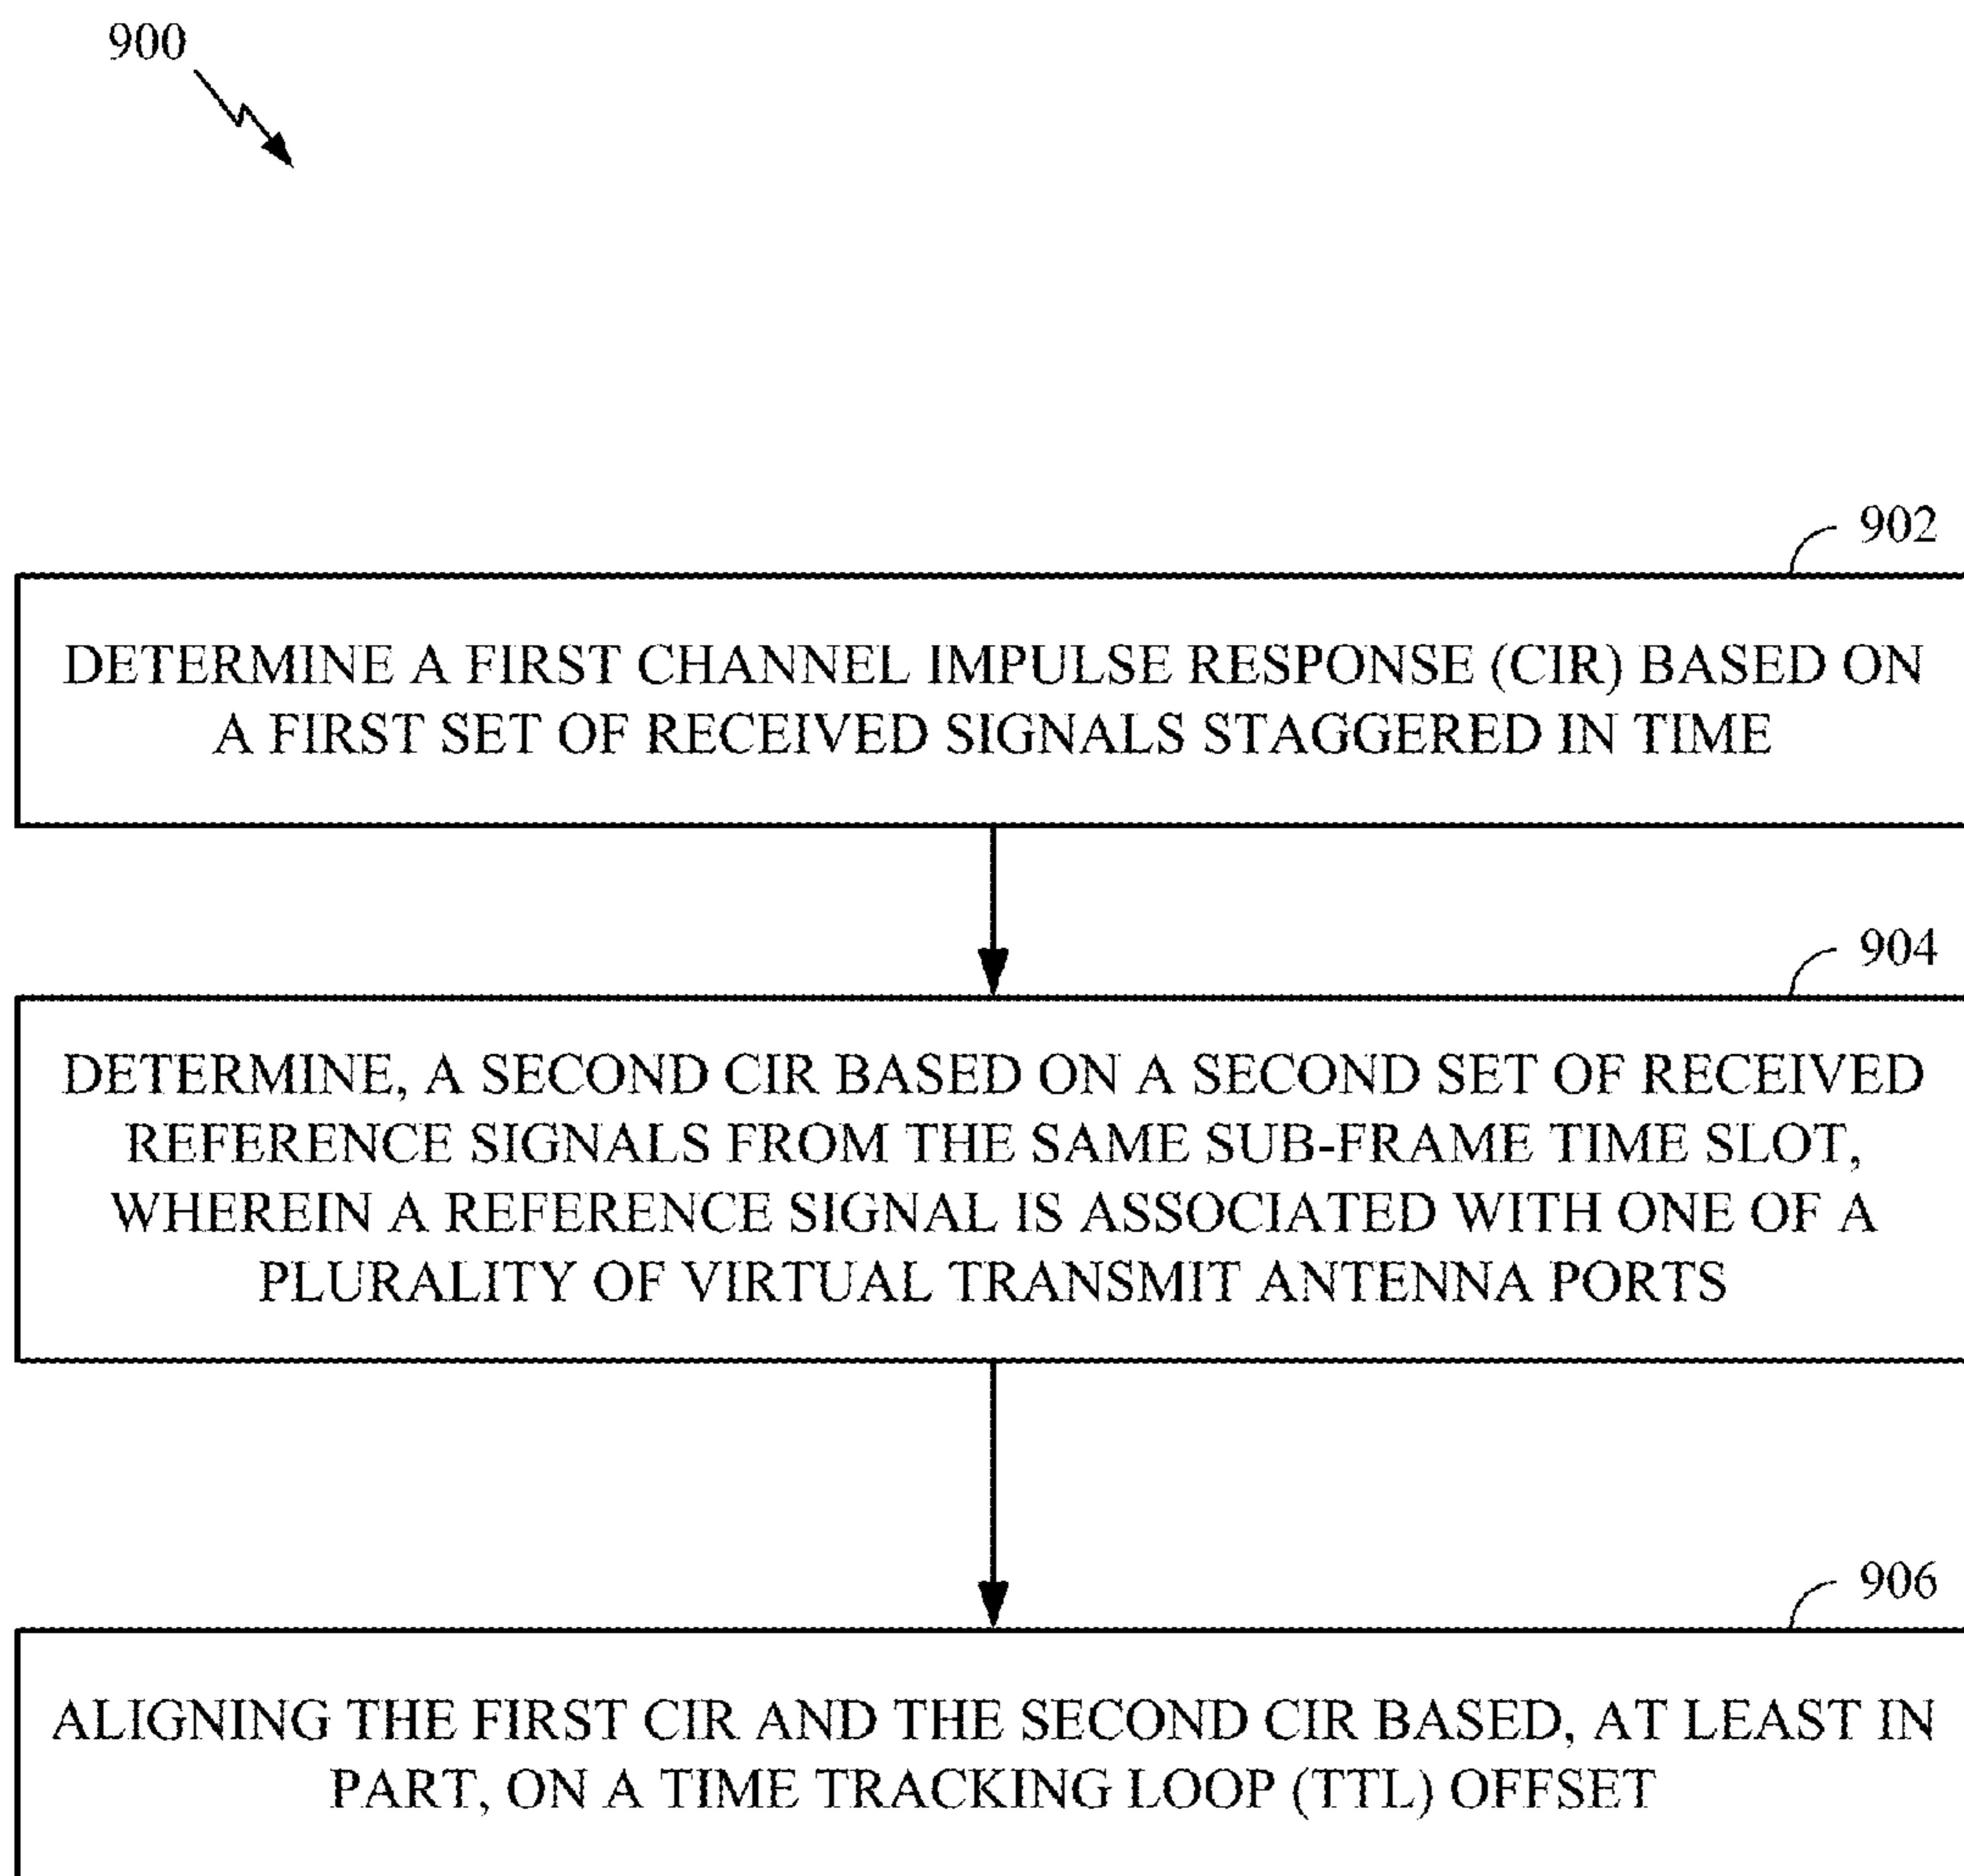 900
902
DETERMINE A FIRST CHANNEL IMPULSE RESPONSE (CIR) BASED ON
A FIRST SET OF RECEIVED SIGNALS STAGGERED IN TIME
904
DETERMINE, A SECOND CIR BASED ON A SECOND SET OF RECEIVED
REFERENCE SIGNALS FROM THE SAME SUB-FRAME TIME SLOT,
WHEREIN A REFERENCE SIGNAL IS ASSOCIATED WITH ONE OF A
PLURALITY OF VIRTUAL TRANSMIT ANTENNA PORTS
906
ALIGNING THE FIRST CIR AND THE SECOND CIR BASED, AT LEAST IN
PART, ON A TIME TRACKING LOOP (TTL) OFFSET